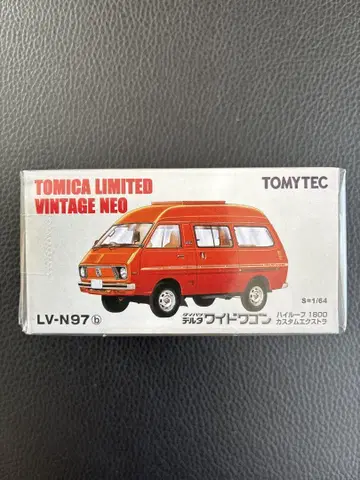 TOMICA LIMITED
VINTAGE NEO
TOMYTEC
S=1/64
LV-N97 b
ダイハツ
デルタ ワイドワゴン
ハイルーフ 1800
カスタムエクストラ